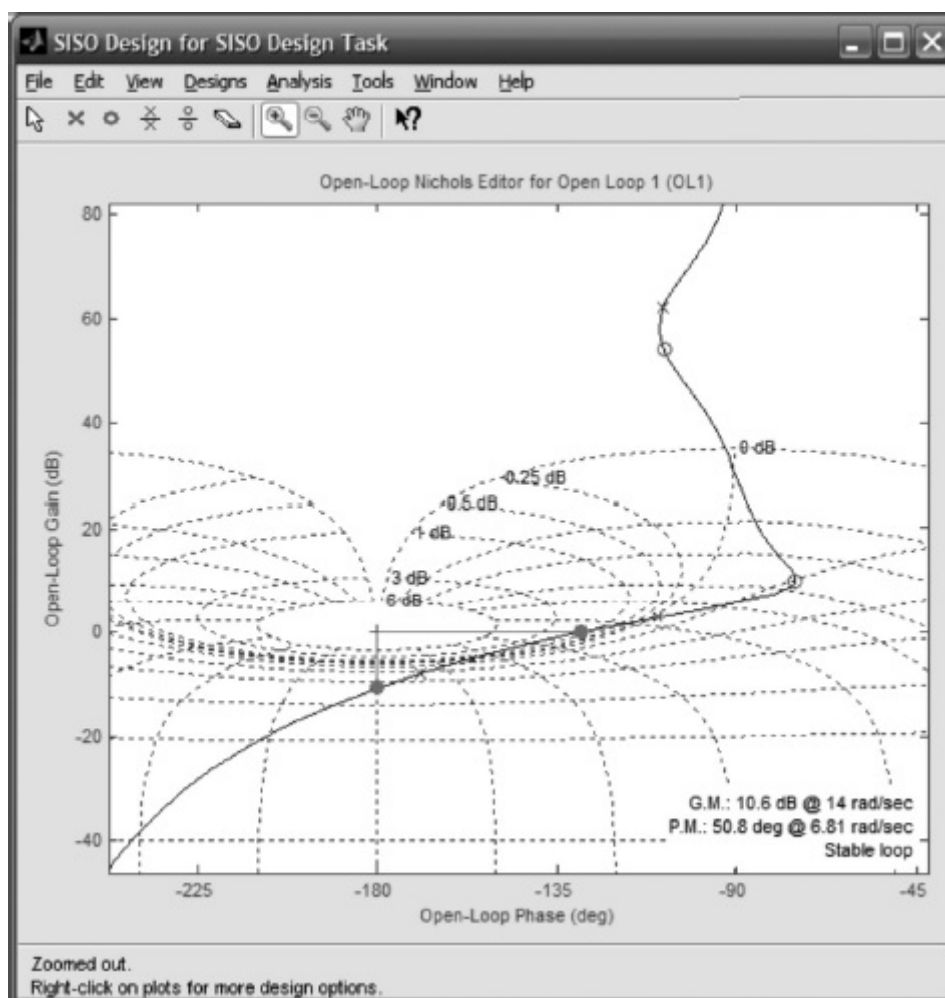 SISO Design for SISO Design Task
File Edit View Designs Analysis Tools Window Help
Open-Loop Nichols Editor for Open Loop 1 (OL1)
80
60
40
20
0
-20
-40
Open-Loop Gain (dB)
0 dB
0.25 dB
0.5 dB
1 dB
3 dB
6 dB
G.M.: 10.6 dB @ 14 rad/sec
P.M.: 50.8 deg @ 6.81 rad/sec
Stable loop
-225 -180 -135 -90 -45
Open-Loop Phase (deg)
Zoomed out.
Right-click on plots for more design options.